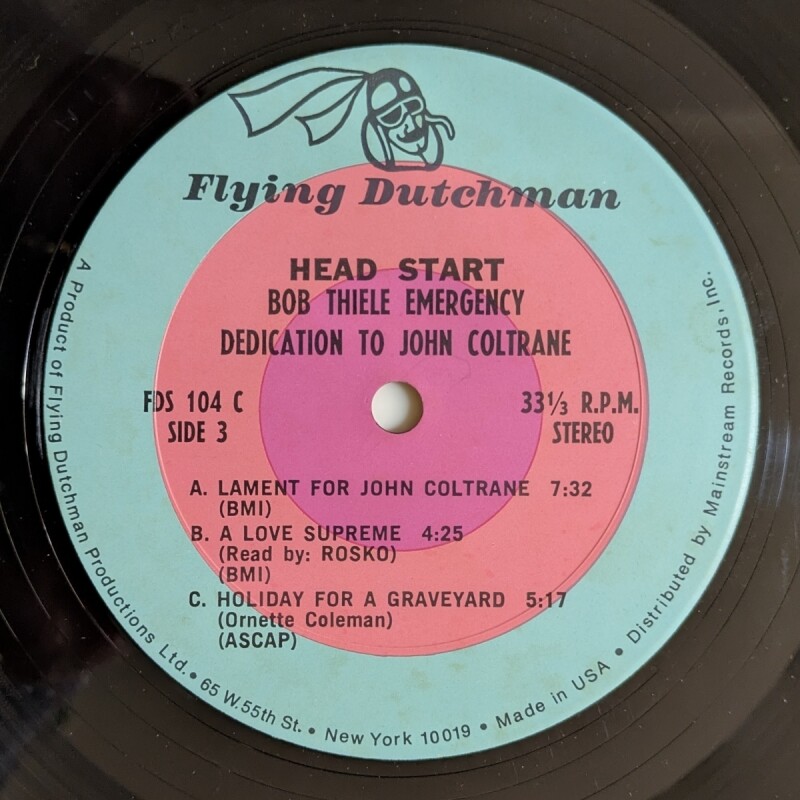 Flying Dutchman
HEAD START
BOB THIELE EMERGENCY
DEDICATION TO JOHN COLTRANE
FDS 104 C
SIDE 3
33⅓ R.P.M.
STEREO
A. LAMENT FOR JOHN COLTRANE 7:32
(BMI)
B. A LOVE SUPREME 4:25
(Read by: ROSKO)
(BMI)
C. HOLIDAY FOR A GRAVEYARD 5:17
(Ornette Coleman)
(ASCAP)
A Product of Flying Dutchman Productions Ltd. • 65 W. 55th St. • New York 10019 • Made in USA • Distributed by Mainstream Records, Inc.